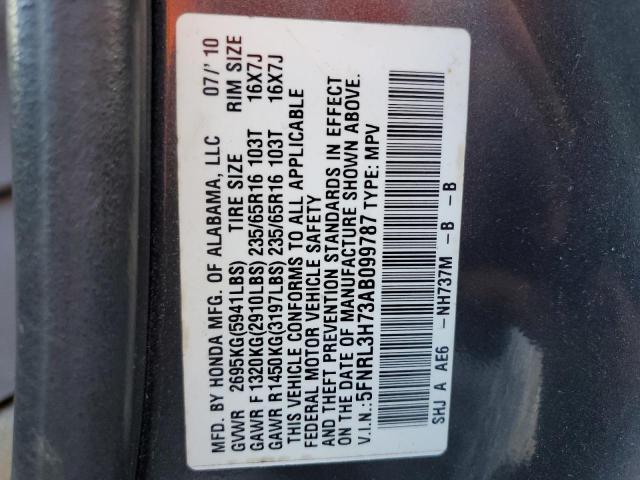 MFD. BY HONDA MFG. OF ALABAMA, LLC 07/'10
GVWR 2695KG(5941LBS) TIRE SIZE RIM SIZE
GAWR F 1320KG(2910LBS) 235/65R16 103T 16X7J
GAWR R 1450KG(3197LBS) 235/65R16 103T 16X7J
THIS VEHICLE CONFORMS TO ALL APPLICABLE
FEDERAL MOTOR VEHICLE SAFETY
AND THEFT PREVENTION STANDARDS IN EFFECT
ON THE DATE OF MANUFACTURE SHOWN ABOVE.
V.I.N.:5FNRL3H73AB099787 TYPE: MPV
SHJ A AE6 -NH737M -B -B